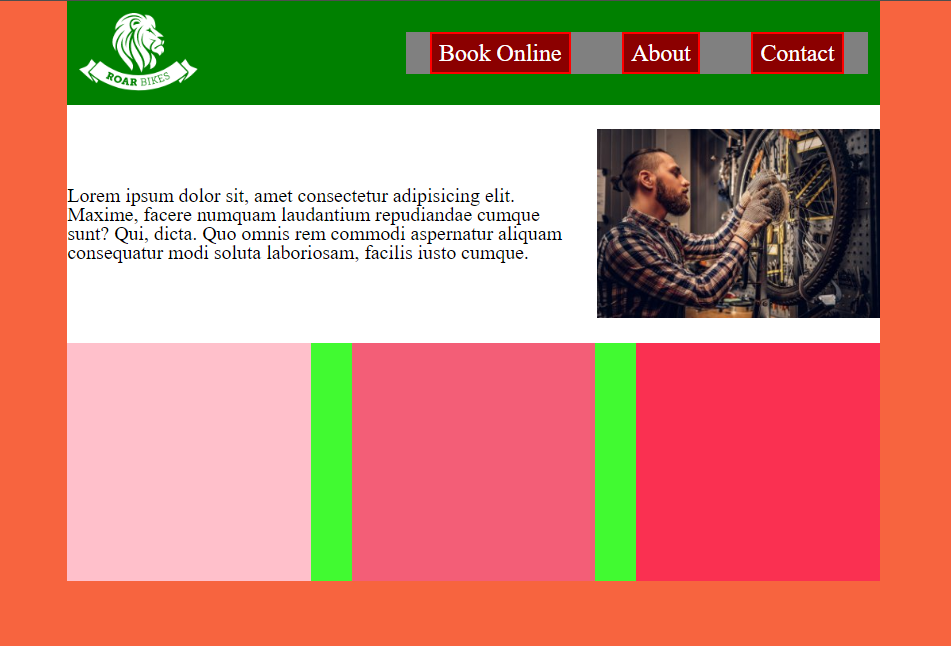 ROAR BIKES
Book Online
About
Contact
Lorem ipsum dolor sit, amet consectetur adipisicing elit.
Maxime, facere numquam laudantium repudiandae cumque
sunt? Qui, dicta. Quo omnis rem commodi aspernatur aliquam
consequatur modi soluta laboriosam, facilis iusto cumque.